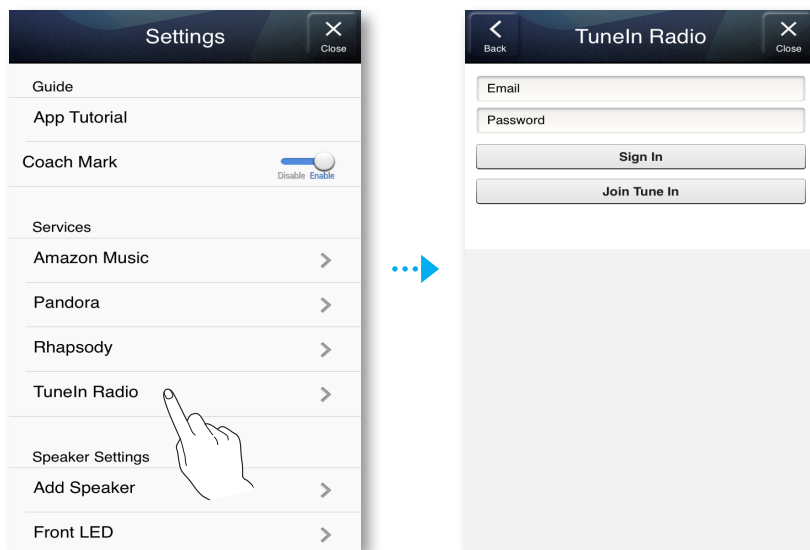 Settings
Close
Guide
App Tutorial
Coach Mark
Disable Enable
Services
Amazon Music
Pandora
Rhapsody
TuneIn Radio
Speaker Settings
Add Speaker
Front LED
Back
TuneIn Radio
Close
Email
Password
Sign In
Join Tune In